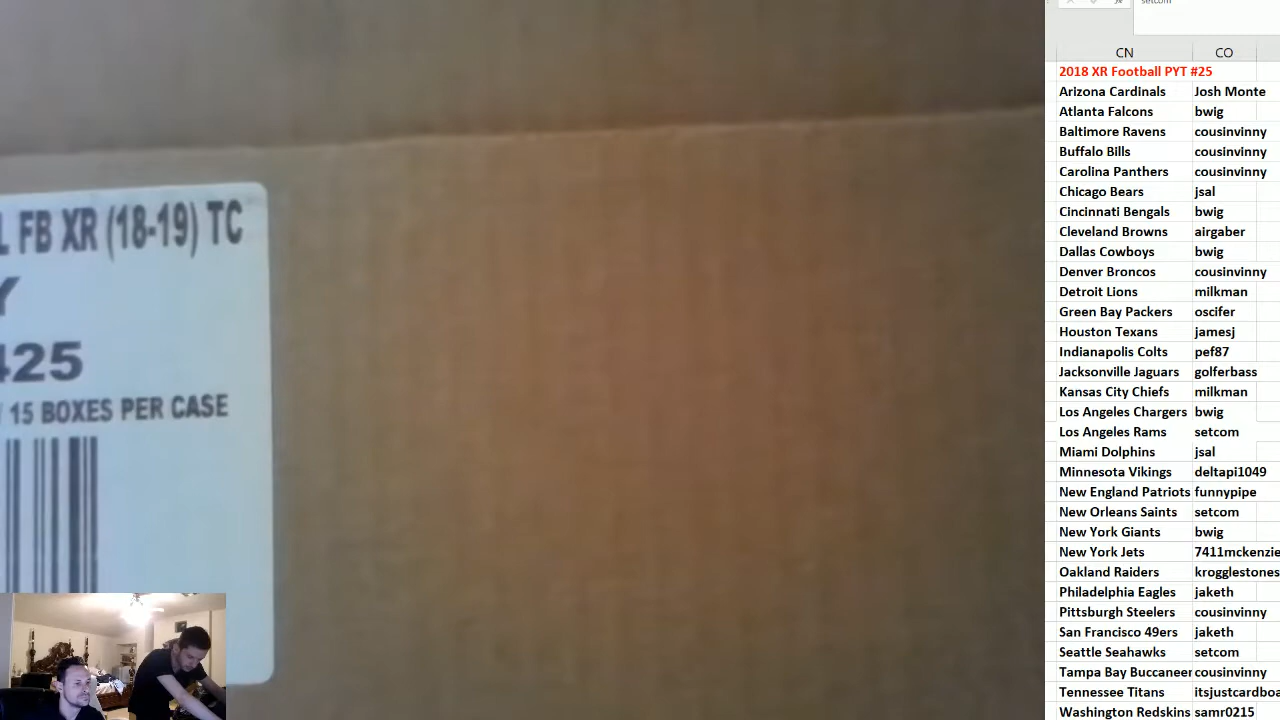 setcom
CN CO
2018 XR Football PYT #25
Arizona Cardinals Josh Monte
Atlanta Falcons bwig
Baltimore Ravens cousinvinny
Buffalo Bills cousinvinny
Carolina Panthers cousinvinny
Chicago Bears jsal
Cincinnati Bengals bwig
Cleveland Browns airgaber
Dallas Cowboys bwig
Denver Broncos cousinvinny
Detroit Lions milkman
Green Bay Packers oscifer
Houston Texans jamesj
Indianapolis Colts pef87
Jacksonville Jaguars golferbass
Kansas City Chiefs milkman
Los Angeles Chargers bwig
Los Angeles Rams setcom
Miami Dolphins jsal
Minnesota Vikings deltapi1049
New England Patriots funnypipe
New Orleans Saints setcom
New York Giants bwig
New York Jets 7411mckenzie
Oakland Raiders krogglestones
Philadelphia Eagles jaketh
Pittsburgh Steelers cousinvinny
San Francisco 49ers jaketh
Seattle Seahawks setcom
Tampa Bay Buccaneer cousinvinny
Tennessee Titans itsjustcardboa
Washington Redskins samr0215
L FB XR (18-19) TC
Y
425
/ 15 BOXES PER CASE